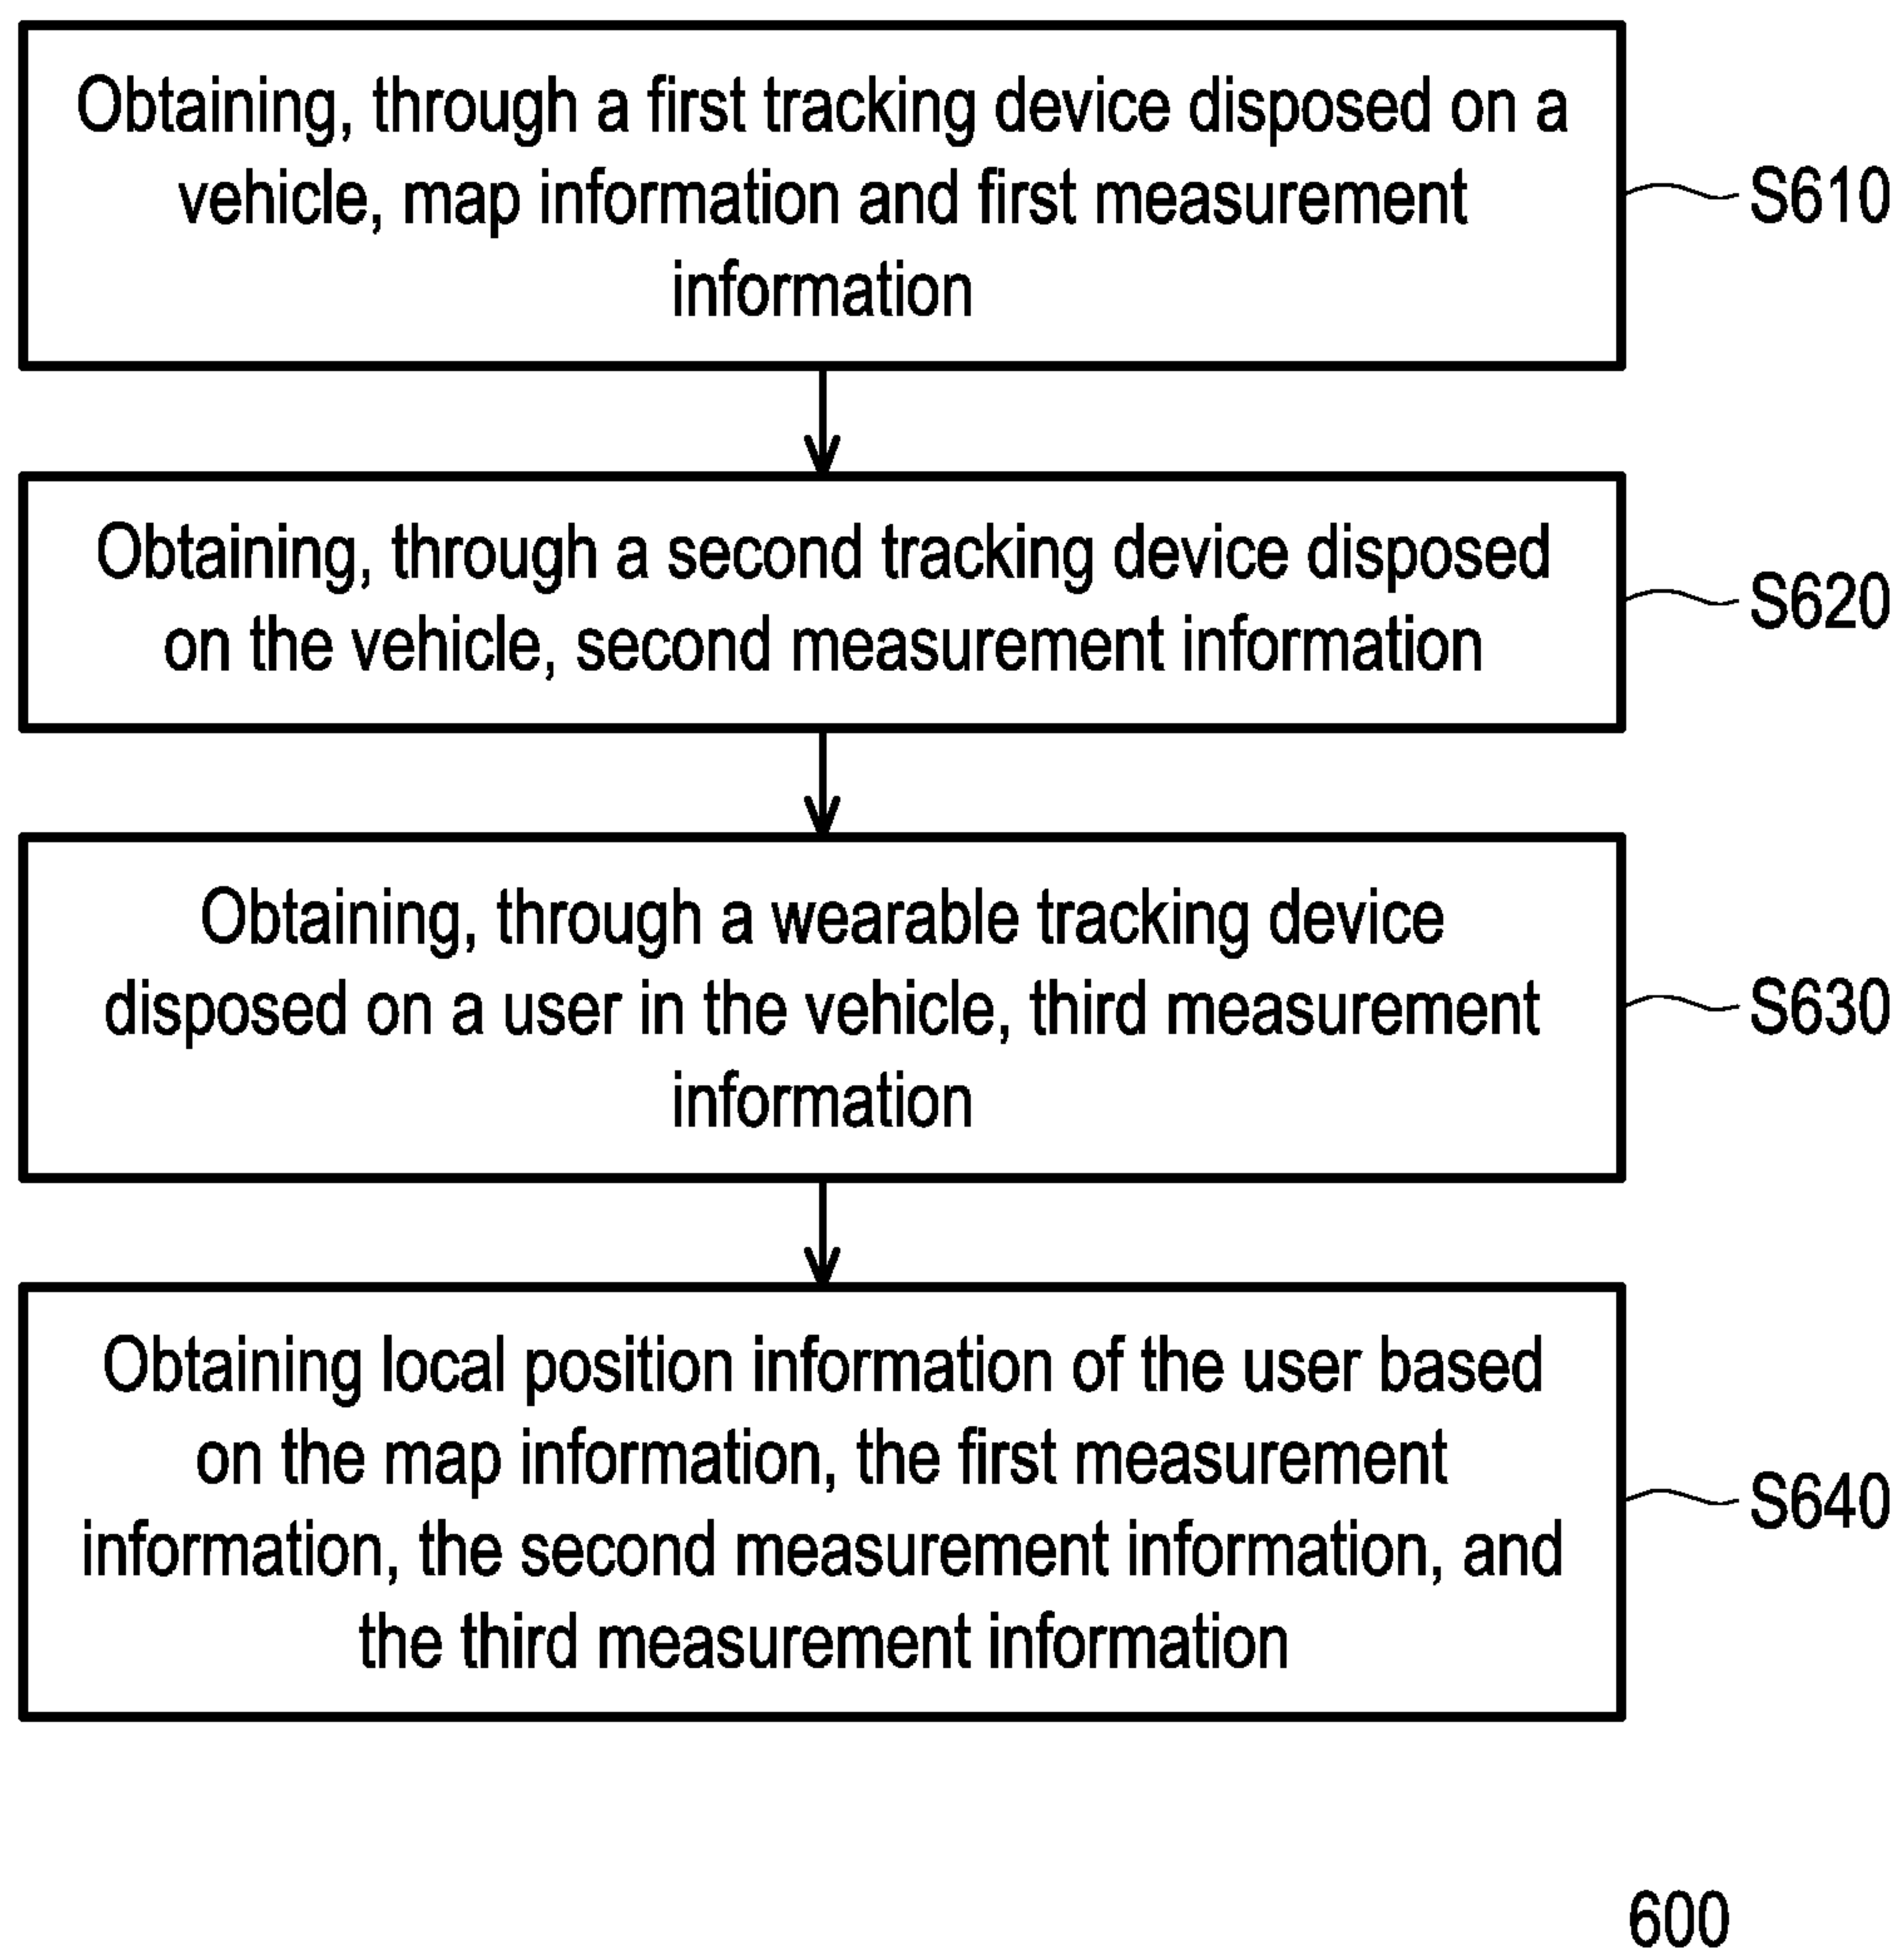 Obtaining, through a first tracking device disposed on a
vehicle, map information and first measurement
information
S610
Obtaining, through a second tracking device disposed
on the vehicle, second measurement information
S620
Obtaining, through a wearable tracking device
disposed on a user in the vehicle, third measurement
information
S630
Obtaining local position information of the user based
on the map information, the first measurement
information, the second measurement information, and
the third measurement information
S640
600